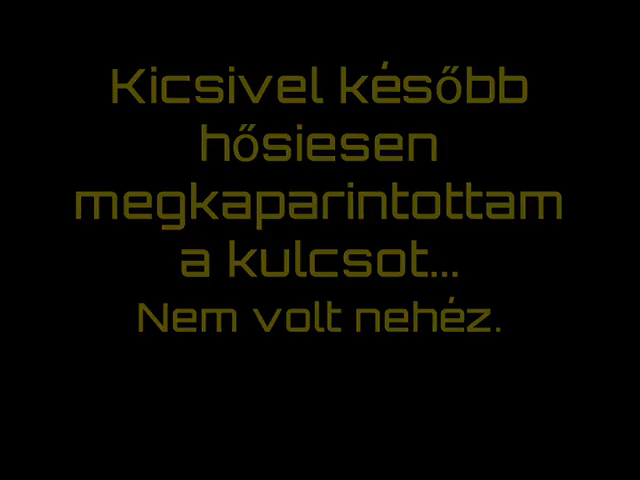 Kicsivel később
hősiesen
megkaparintottam
a kulcsot...
Nem volt nehéz.